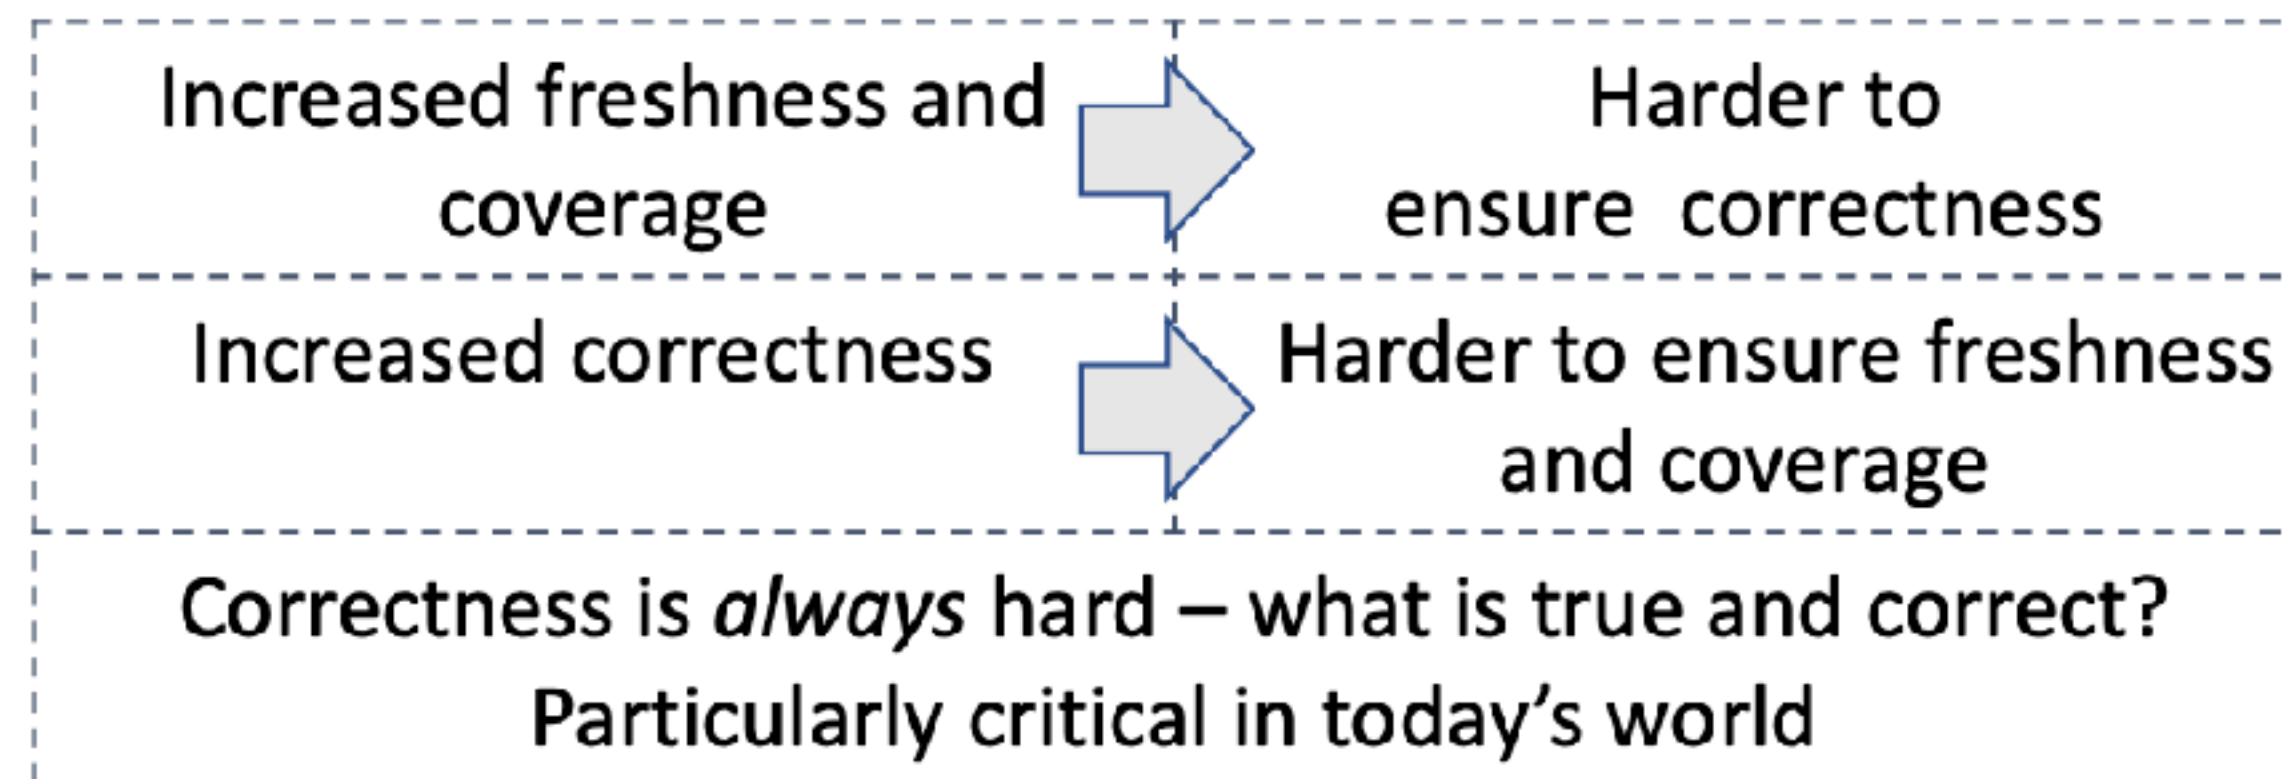 Increased freshness and
coverage
Harder to
ensure correctness
Increased correctness
Harder to ensure freshness
and coverage
Correctness is always hard – what is true and correct?
Particularly critical in today’s world